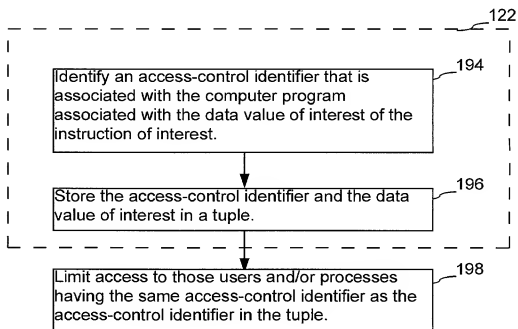 122
194
Identify an access-control identifier that is
associated with the computer program
associated with the data value of interest of the
instruction of interest.
196
Store the access-control identifier and the data
value of interest in a tuple.
198
Limit access to those users and/or processes
having the same access-control identifier as the
access-control identifier in the tuple.